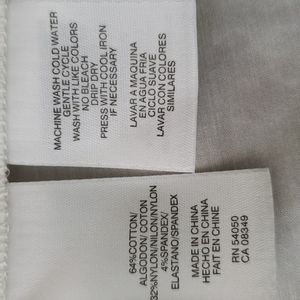 MACHINE WASH COLD WATER
GENTLE CYCLE
WASH WITH LIKE COLORS
NO BLEACH
DRIP DRY
PRESS WITH COOL IRON
IF NECESSARY
LAVAR A MAQUINA
EN AGUA FRIA
CICLO SUAVE
LAVAR CON COLORES
SIMILARES
64%COTTON/
ALGODON/COTON
32%NYLON/NILON/NYLON
4%SPANDEX/
ELASTANO/SPANDEX
MADE IN CHINA
HECHO EN CHINA
FAIT EN CHINE
RN 54050
CA 08349